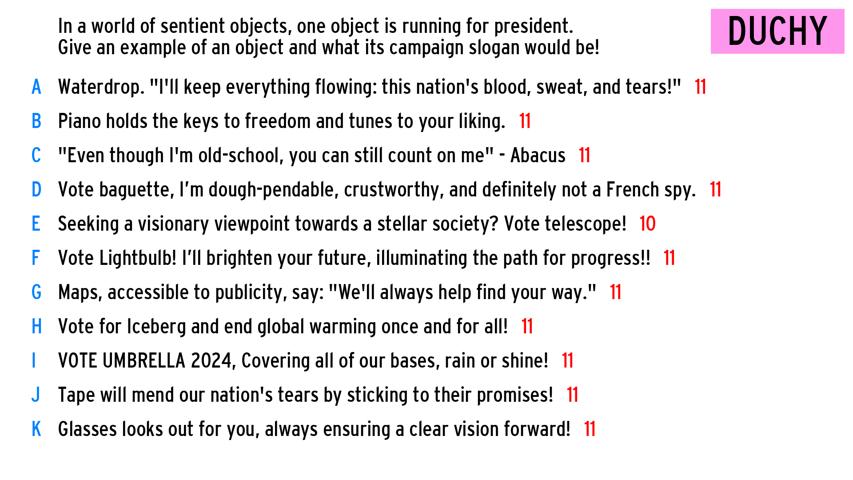 In a world of sentient objects, one object is running for president.
Give an example of an object and what its campaign slogan would be!
DUCHY
A Waterdrop. "I'll keep everything flowing: this nation's blood, sweat, and tears!" 11
B Piano holds the keys to freedom and tunes to your liking. 11
C "Even though I'm old-school, you can still count on me" - Abacus 11
D Vote baguette, I’m dough-pendable, crustworthy, and definitely not a French spy. 11
E Seeking a visionary viewpoint towards a stellar society? Vote telescope! 10
F Vote Lightbulb! I’ll brighten your future, illuminating the path for progress!! 11
G Maps, accessible to publicity, say: "We'll always help find your way." 11
H Vote for Iceberg and end global warming once and for all! 11
I VOTE UMBRELLA 2024, Covering all of our bases, rain or shine! 11
J Tape will mend our nation's tears by sticking to their promises! 11
K Glasses looks out for you, always ensuring a clear vision forward! 11